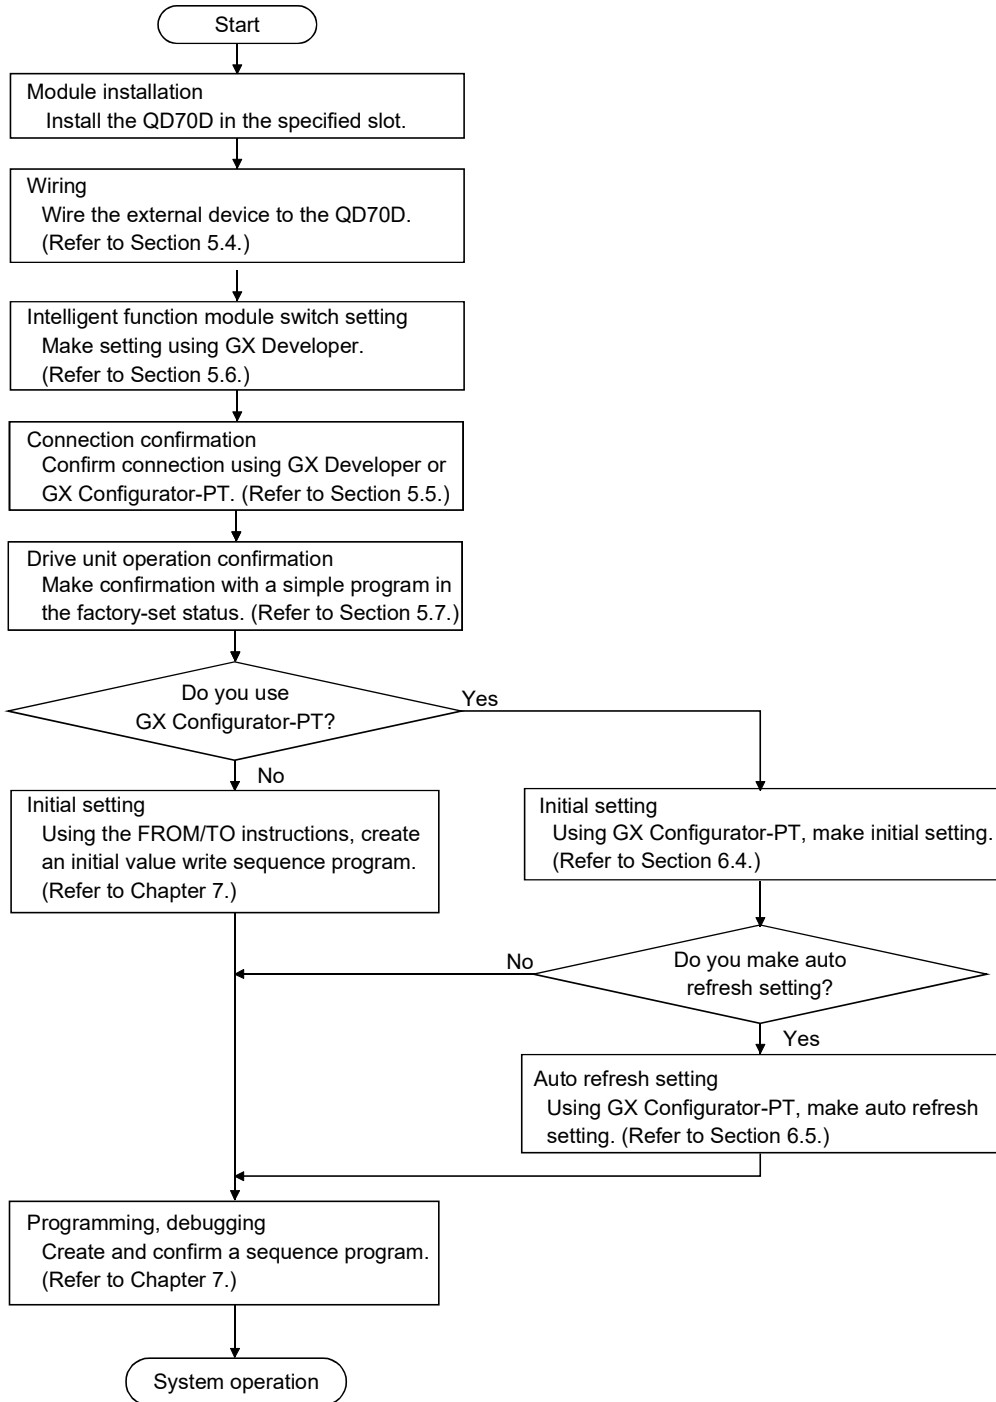 Start
Module installation
Install the QD70D in the specified slot.
Wiring
Wire the external device to the QD70D.
(Refer to Section 5.4.)
Intelligent function module switch setting
Make setting using GX Developer.
(Refer to Section 5.6.)
Connection confirmation
Confirm connection using GX Developer or
GX Configurator-PT. (Refer to Section 5.5.)
Drive unit operation confirmation
Make confirmation with a simple program in
the factory-set status. (Refer to Section 5.7.)
Do you use
GX Configurator-PT?
Yes
No
Initial setting
Using the FROM/TO instructions, create
an initial value write sequence program.
(Refer to Chapter 7.)
Initial setting
Using GX Configurator-PT, make initial setting.
(Refer to Section 6.4.)
Do you make auto
refresh setting?
No
Yes
Auto refresh setting
Using GX Configurator-PT, make auto refresh
setting. (Refer to Section 6.5.)
Programming, debugging
Create and confirm a sequence program.
(Refer to Chapter 7.)
System operation